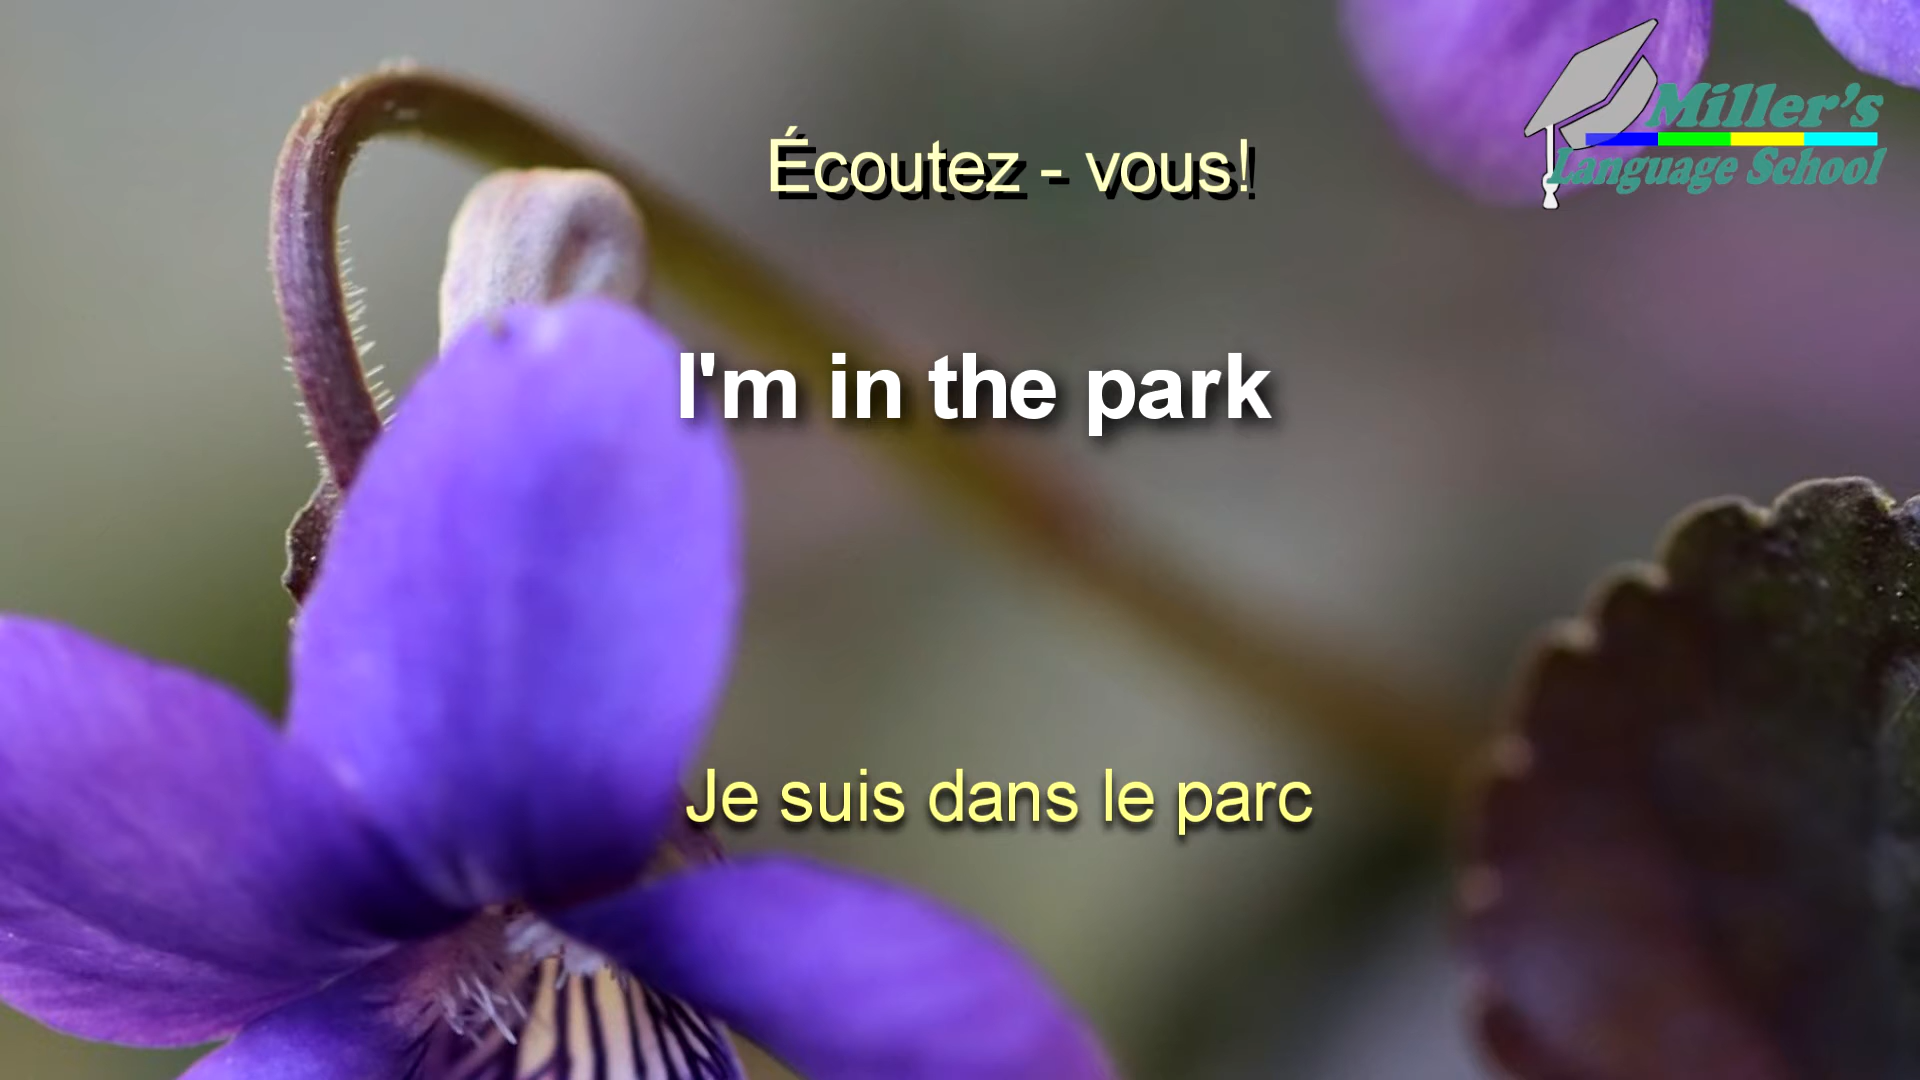 Écoutez - vous!
Miller's
Language School
I'm in the park
Je suis dans le parc